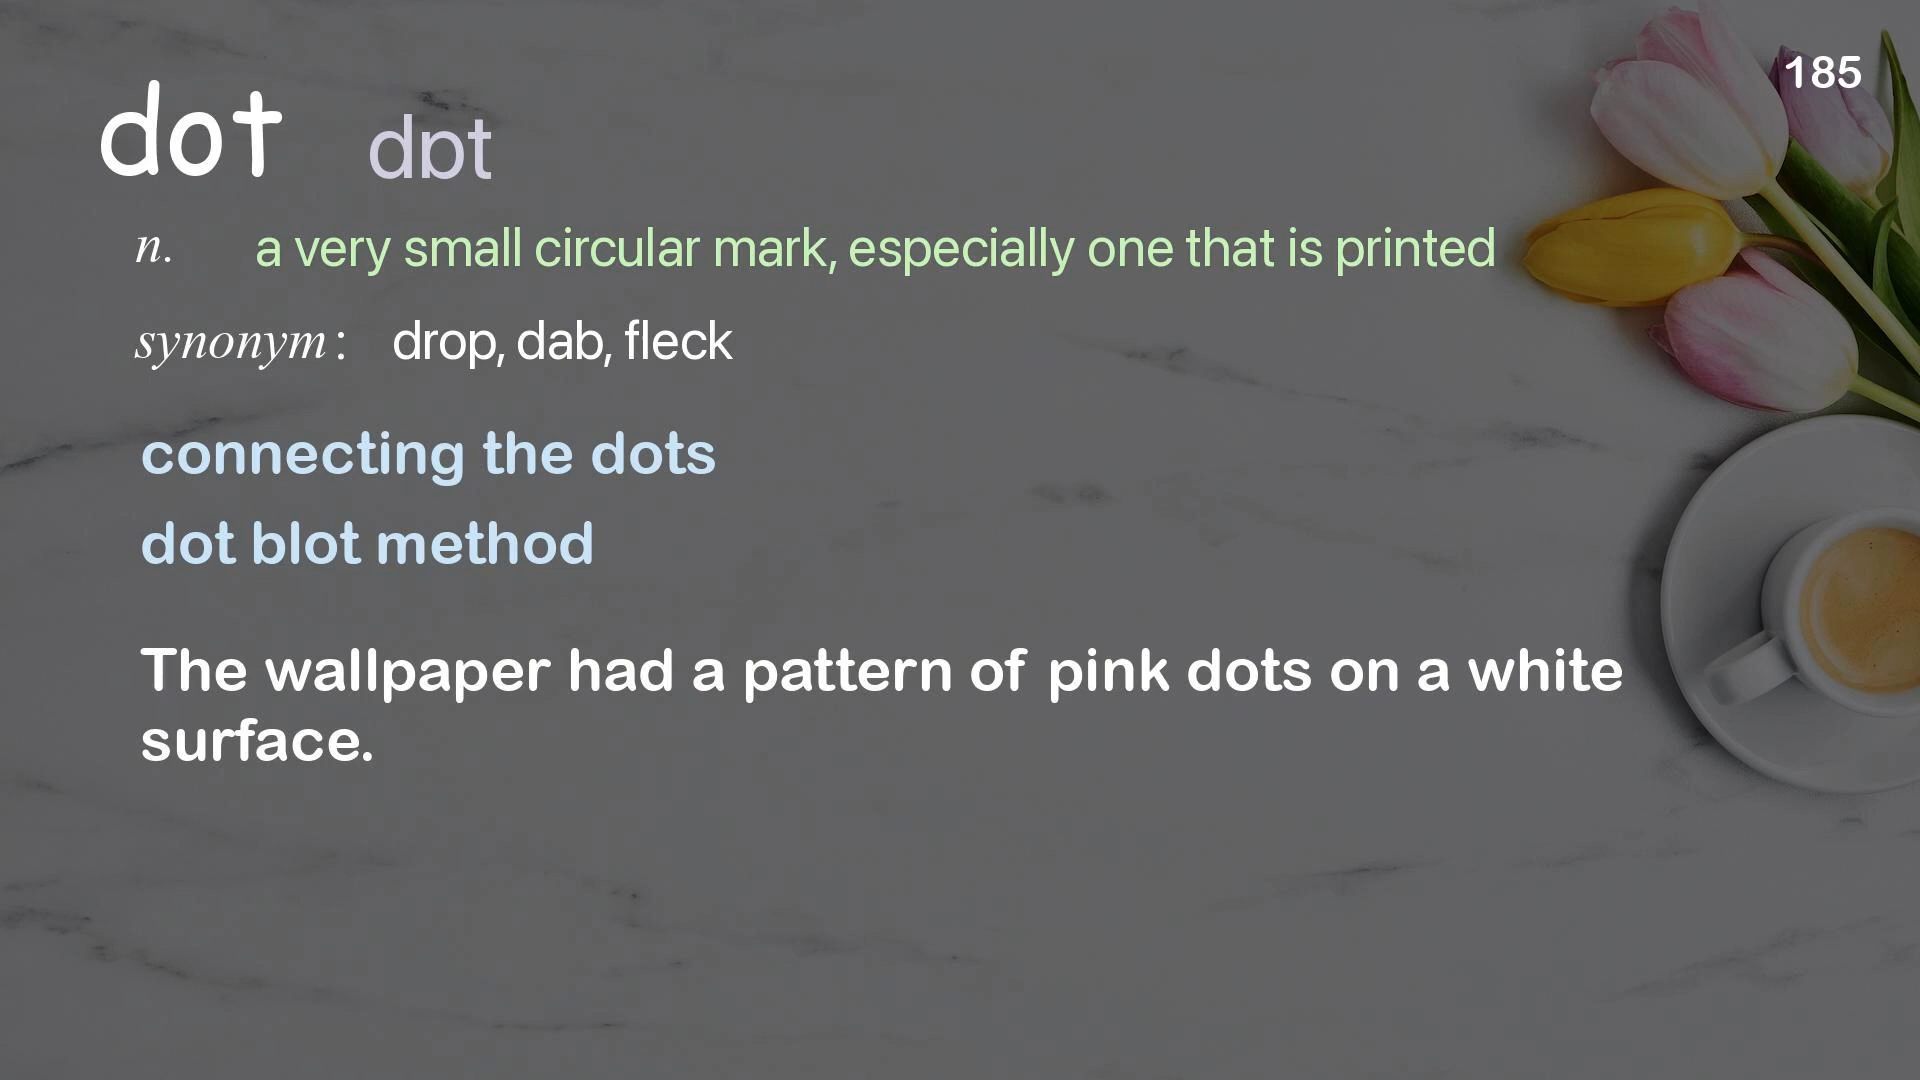 185
dot dɒt
n. a very small circular mark, especially one that is printed
synonym: drop, dab, fleck
connecting the dots
dot blot method
The wallpaper had a pattern of pink dots on a white
surface.